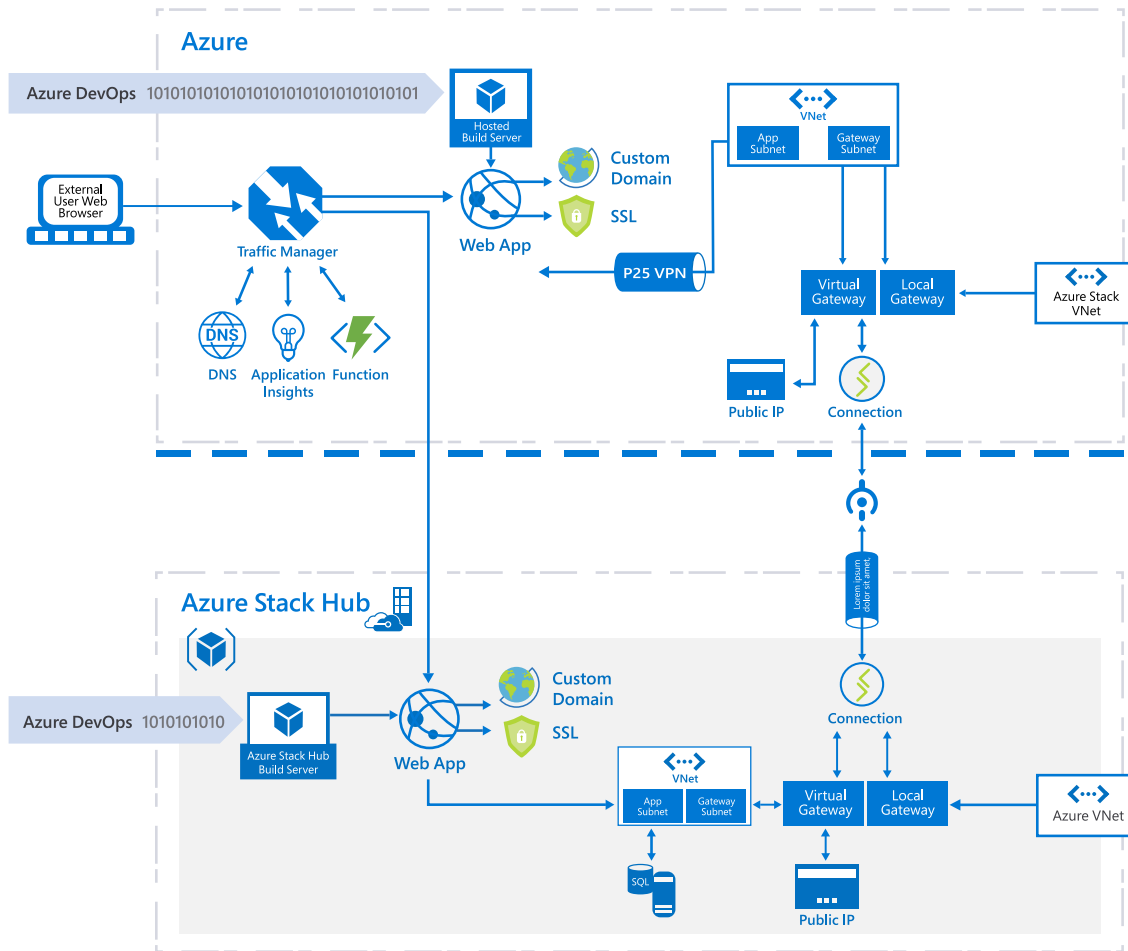 Azure
Azure DevOps 1010101010101010101010101010101
Hosted
Build Server
VNet
App
Subnet
Gateway
Subnet
External
User Web
Browser
Custom
Domain
SSL
Web App
Traffic Manager
P25 VPN
Virtual
Gateway
Local
Gateway
Azure Stack
VNet
DNS
DNS
Application
Insights
Function
Public IP
Connection
Lorem ipsum
dolor sit amet,
Azure Stack Hub
Azure DevOps 1010101010
Azure Stack Hub
Build Server
Custom
Domain
SSL
Web App
Connection
VNet
App
Subnet
Gateway
Subnet
Virtual
Gateway
Local
Gateway
Azure VNet
SQL
Public IP